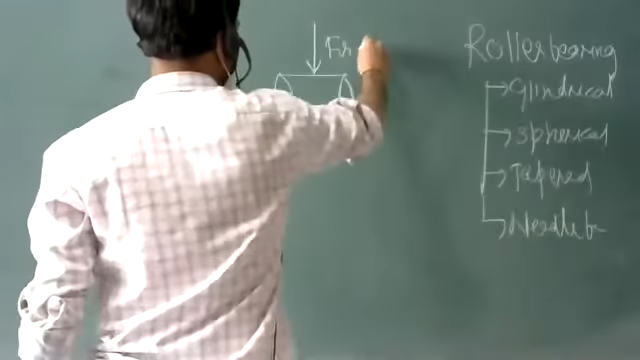 Fr
Rollerbearing
Cylindrical
Spherical
Tapered
Needle b